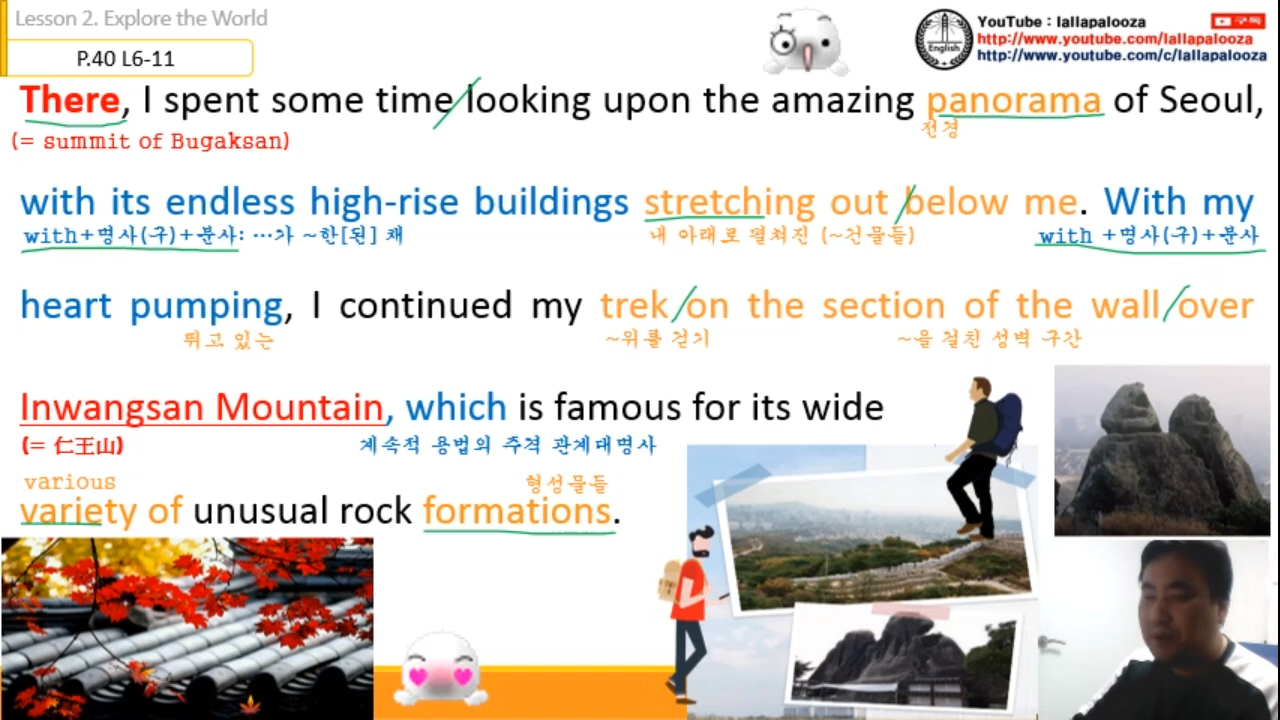 Lesson 2. Explore the World
P.40 L6-11
YouTube : lallapalooza
구독
http://www.youtube.com/lallapalooza
English
http://www.youtube.com/c/lallapalooza
There, I spent some time looking upon the amazing panorama of Seoul,
(= summit of Bugaksan)
전경
with its endless high-rise buildings stretching out below me. With my
with+명사(구)+분사: …가 ~한[된] 채
내 아래로 펼쳐진 (~건물들)
with +명사(구)+분사
heart pumping, I continued my trek on the section of the wall over
뛰고 있는
~위를 걷기
~을 걸친 성벽 구간
Inwangsan Mountain, which is famous for its wide
(= 仁王山)
계속적 용법의 주격 관계대명사
various
형성물들
variety of unusual rock formations.